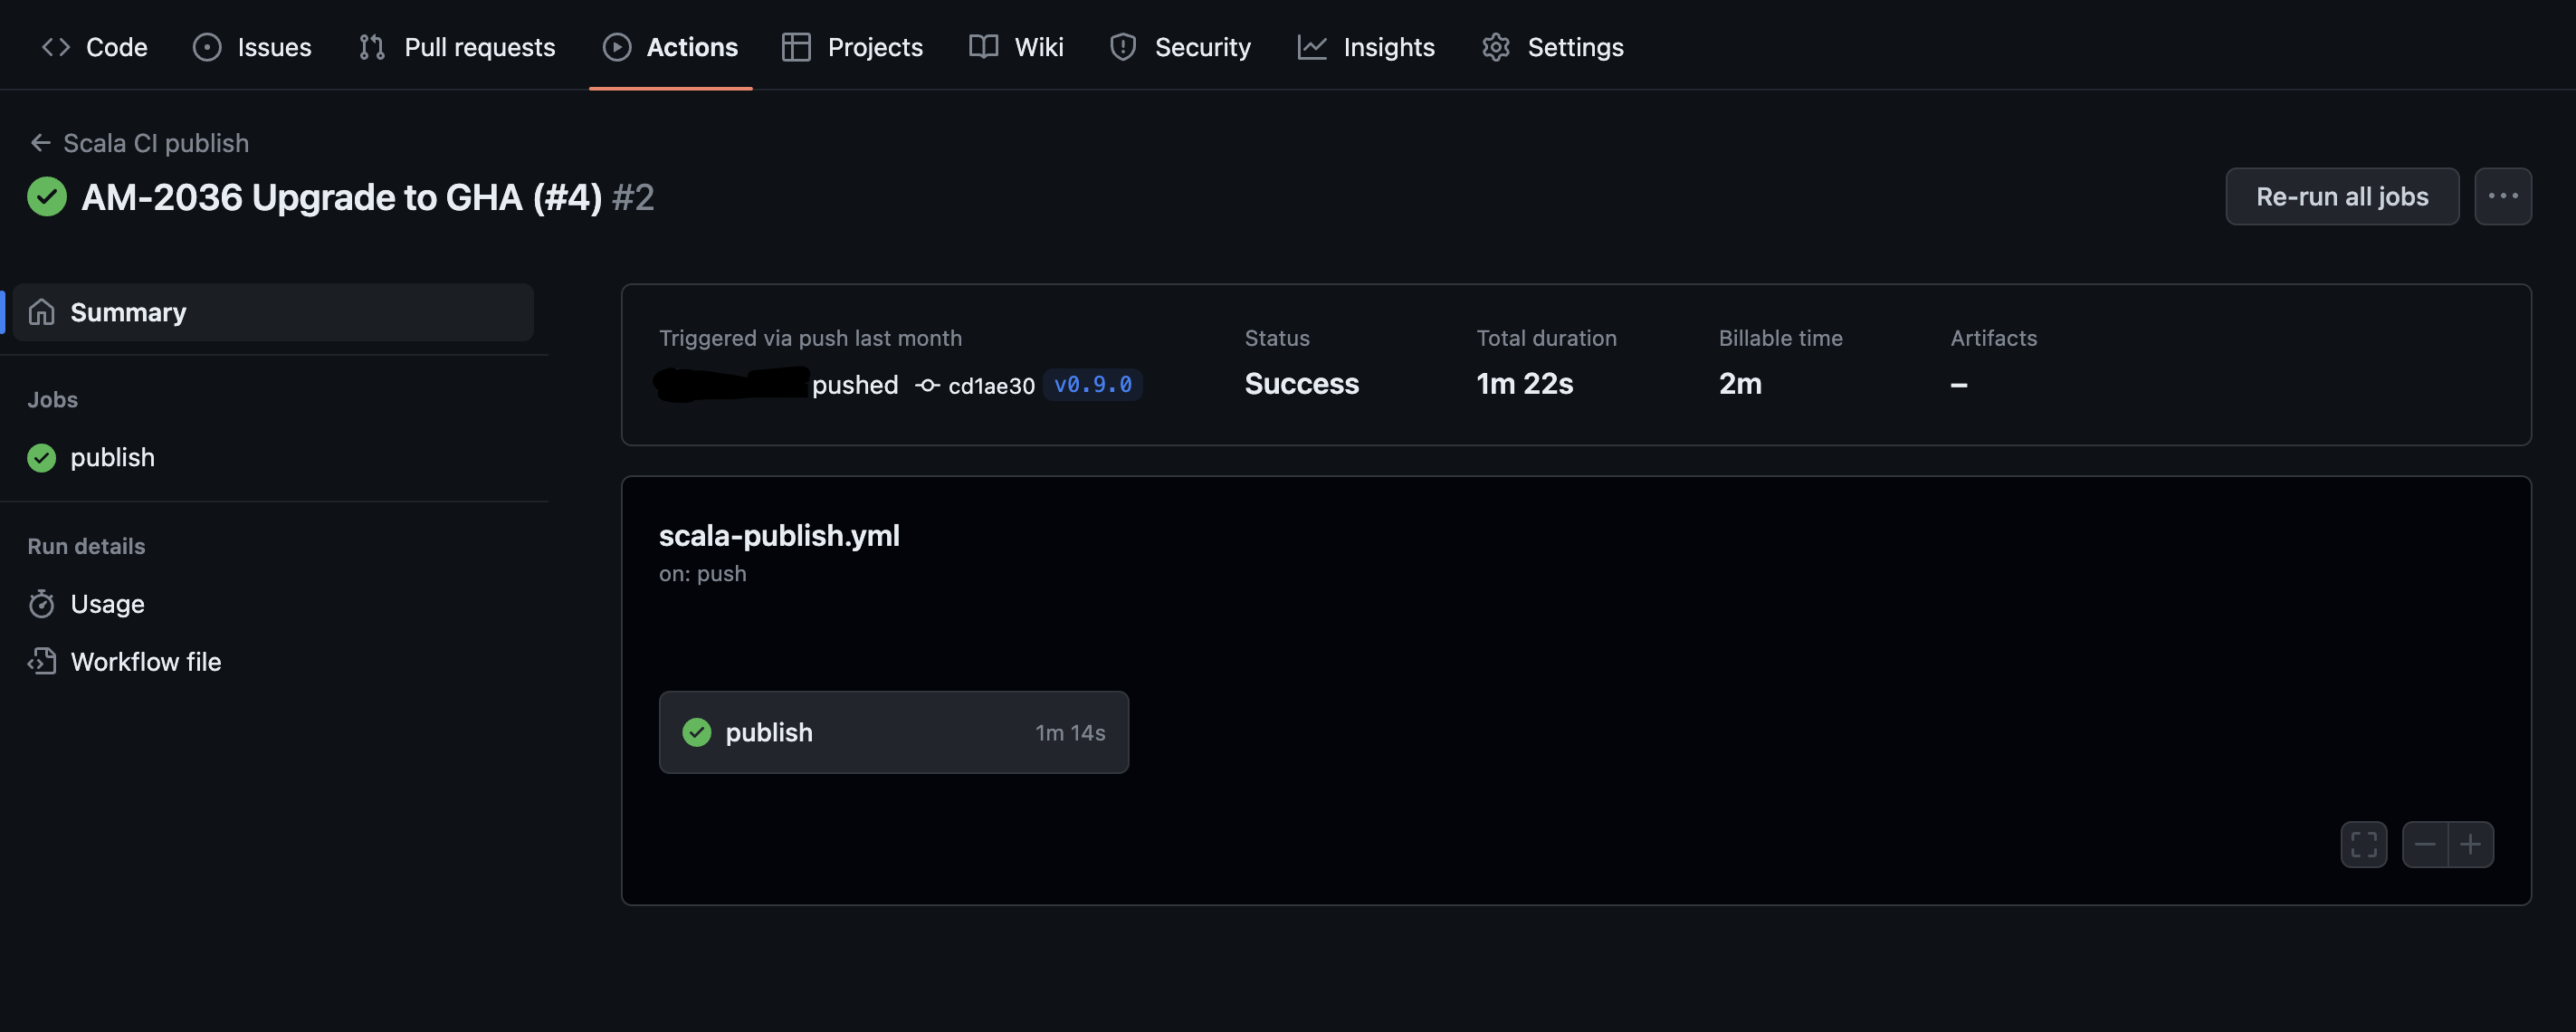 Code Issues Pull requests Actions Projects Wiki Security Insights Settings
Scala CI publish
AM-2036 Upgrade to GHA (#4) #2
Re-run all jobs
Summary
Jobs
publish
Run details
Usage
Workflow file
Triggered via push last month
pushed cd1ae30 v0.9.0
Status
Success
Total duration
1m 22s
Billable time
2m
Artifacts
–
scala-publish.yml
on: push
publish 1m 14s